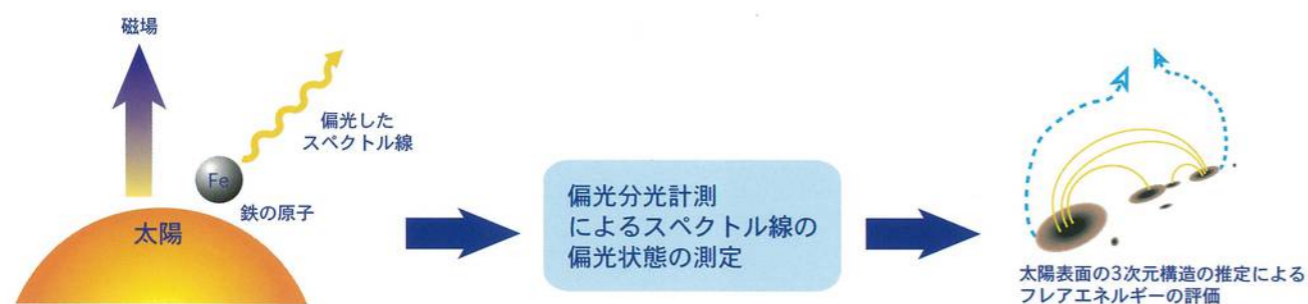 磁場
偏光した
スペクトル線
Fe
鉄の原子
太陽
偏光分光計測
によるスペクトル線の
偏光状態の測定
太陽表面の3次元構造の推定による
フレアエネルギーの評価